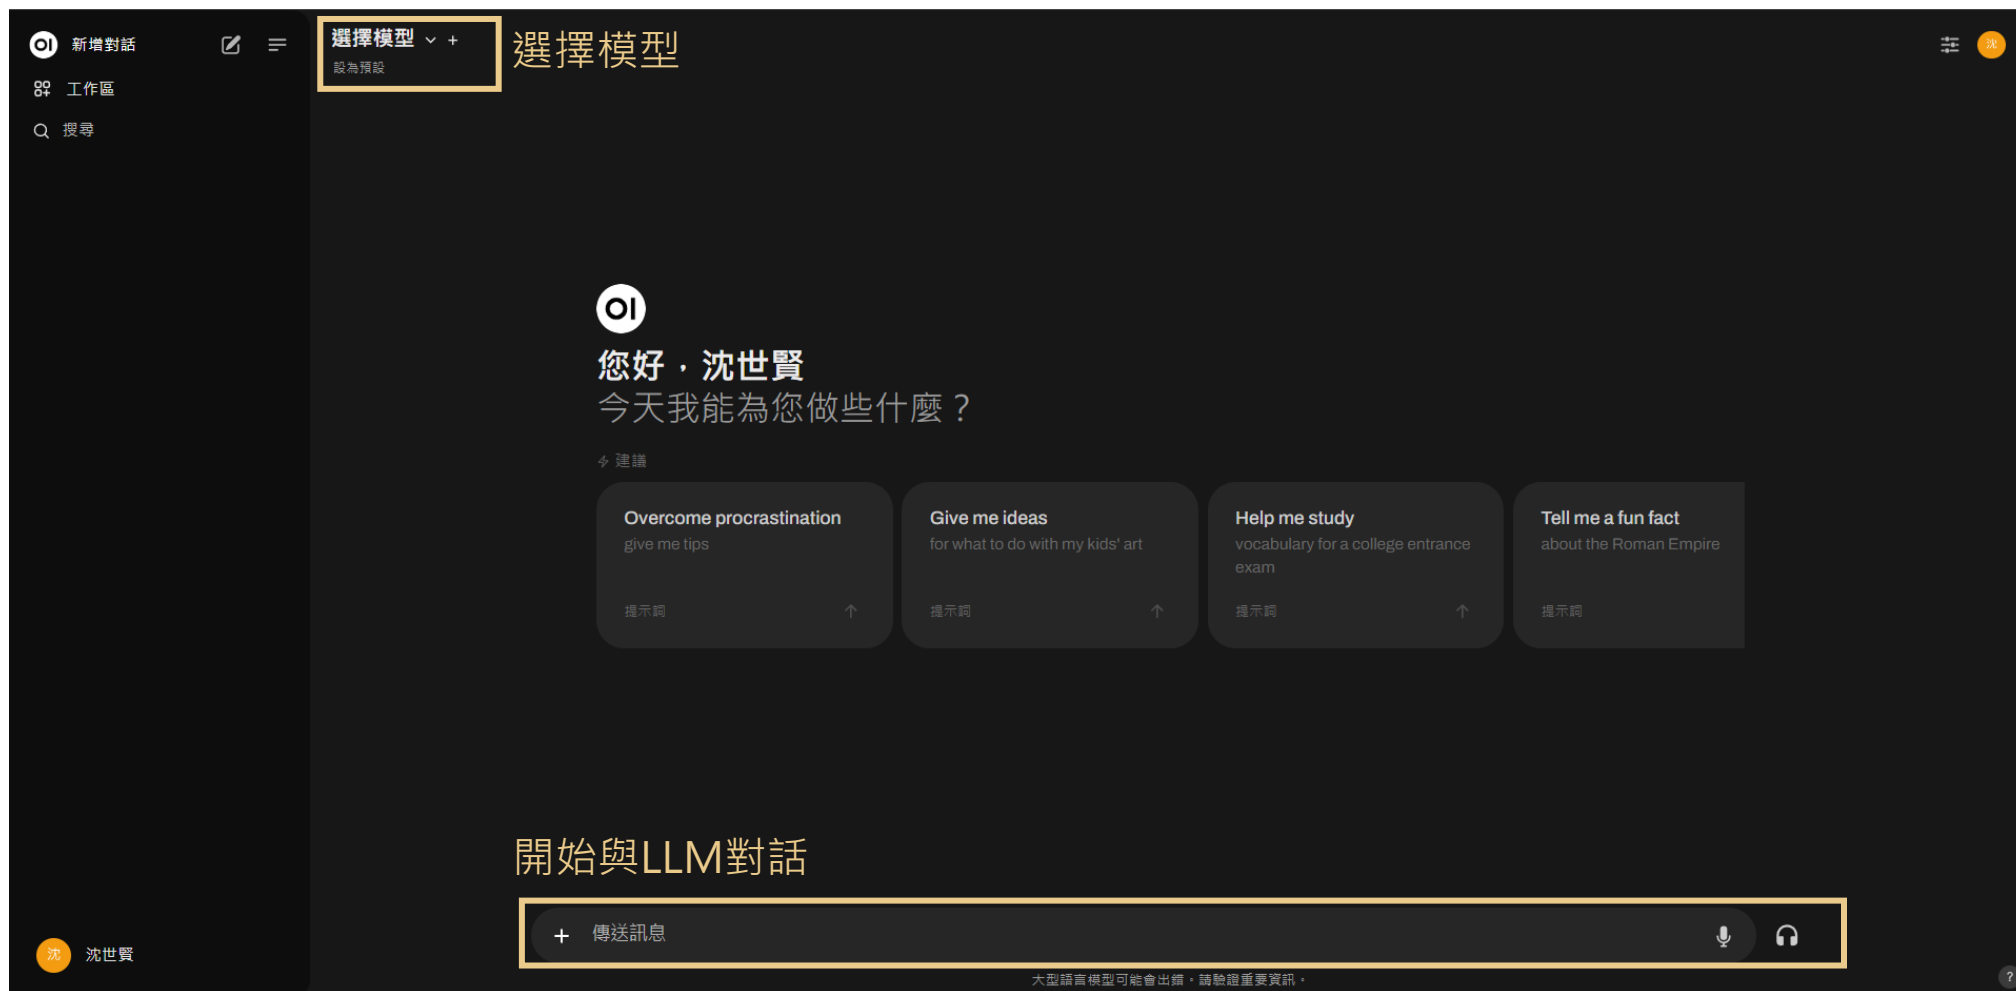 OI 新增對話
工作區
搜尋
選擇模型
設為預設
選擇模型
沈
OI
您好，沈世賢
今天我能為您做些什麼？
建議
Overcome procrastination
give me tips
提示詞
Give me ideas
for what to do with my kids' art
提示詞
Help me study
vocabulary for a college entrance
exam
提示詞
Tell me a fun fact
about the Roman Empire
提示詞
開始與LLM對話
傳送訊息
大型語言模型可能會出錯。請驗證重要資訊。
沈 沈世賢
?